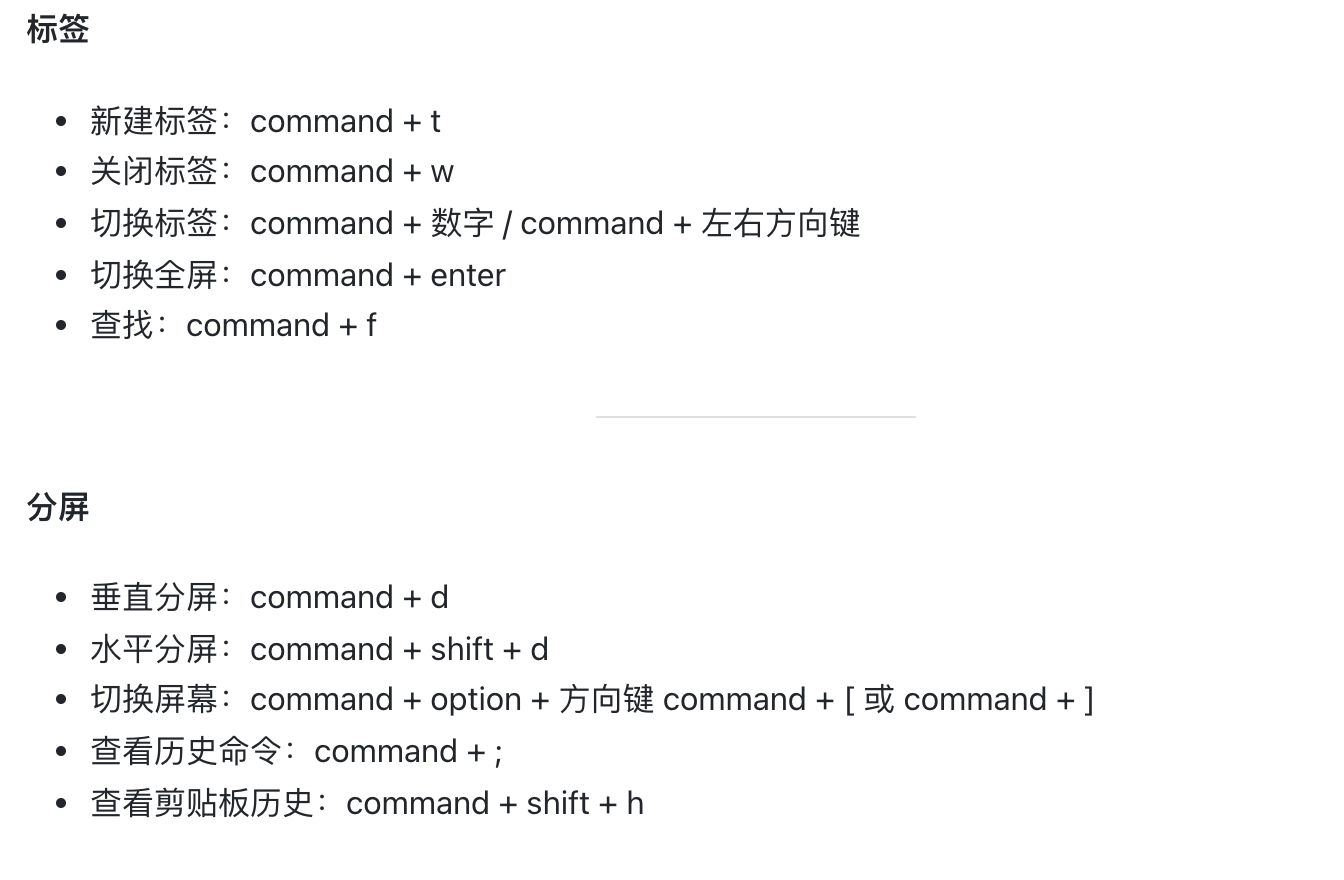 标签
• 新建标签：command + t
• 关闭标签：command + w
• 切换标签：command + 数字 / command + 左右方向键
• 切换全屏：command + enter
• 查找：command + f
分屏
• 垂直分屏：command + d
• 水平分屏：command + shift + d
• 切换屏幕：command + option + 方向键 command + [ 或 command + ]
• 查看历史命令：command + ;
• 查看剪贴板历史：command + shift + h